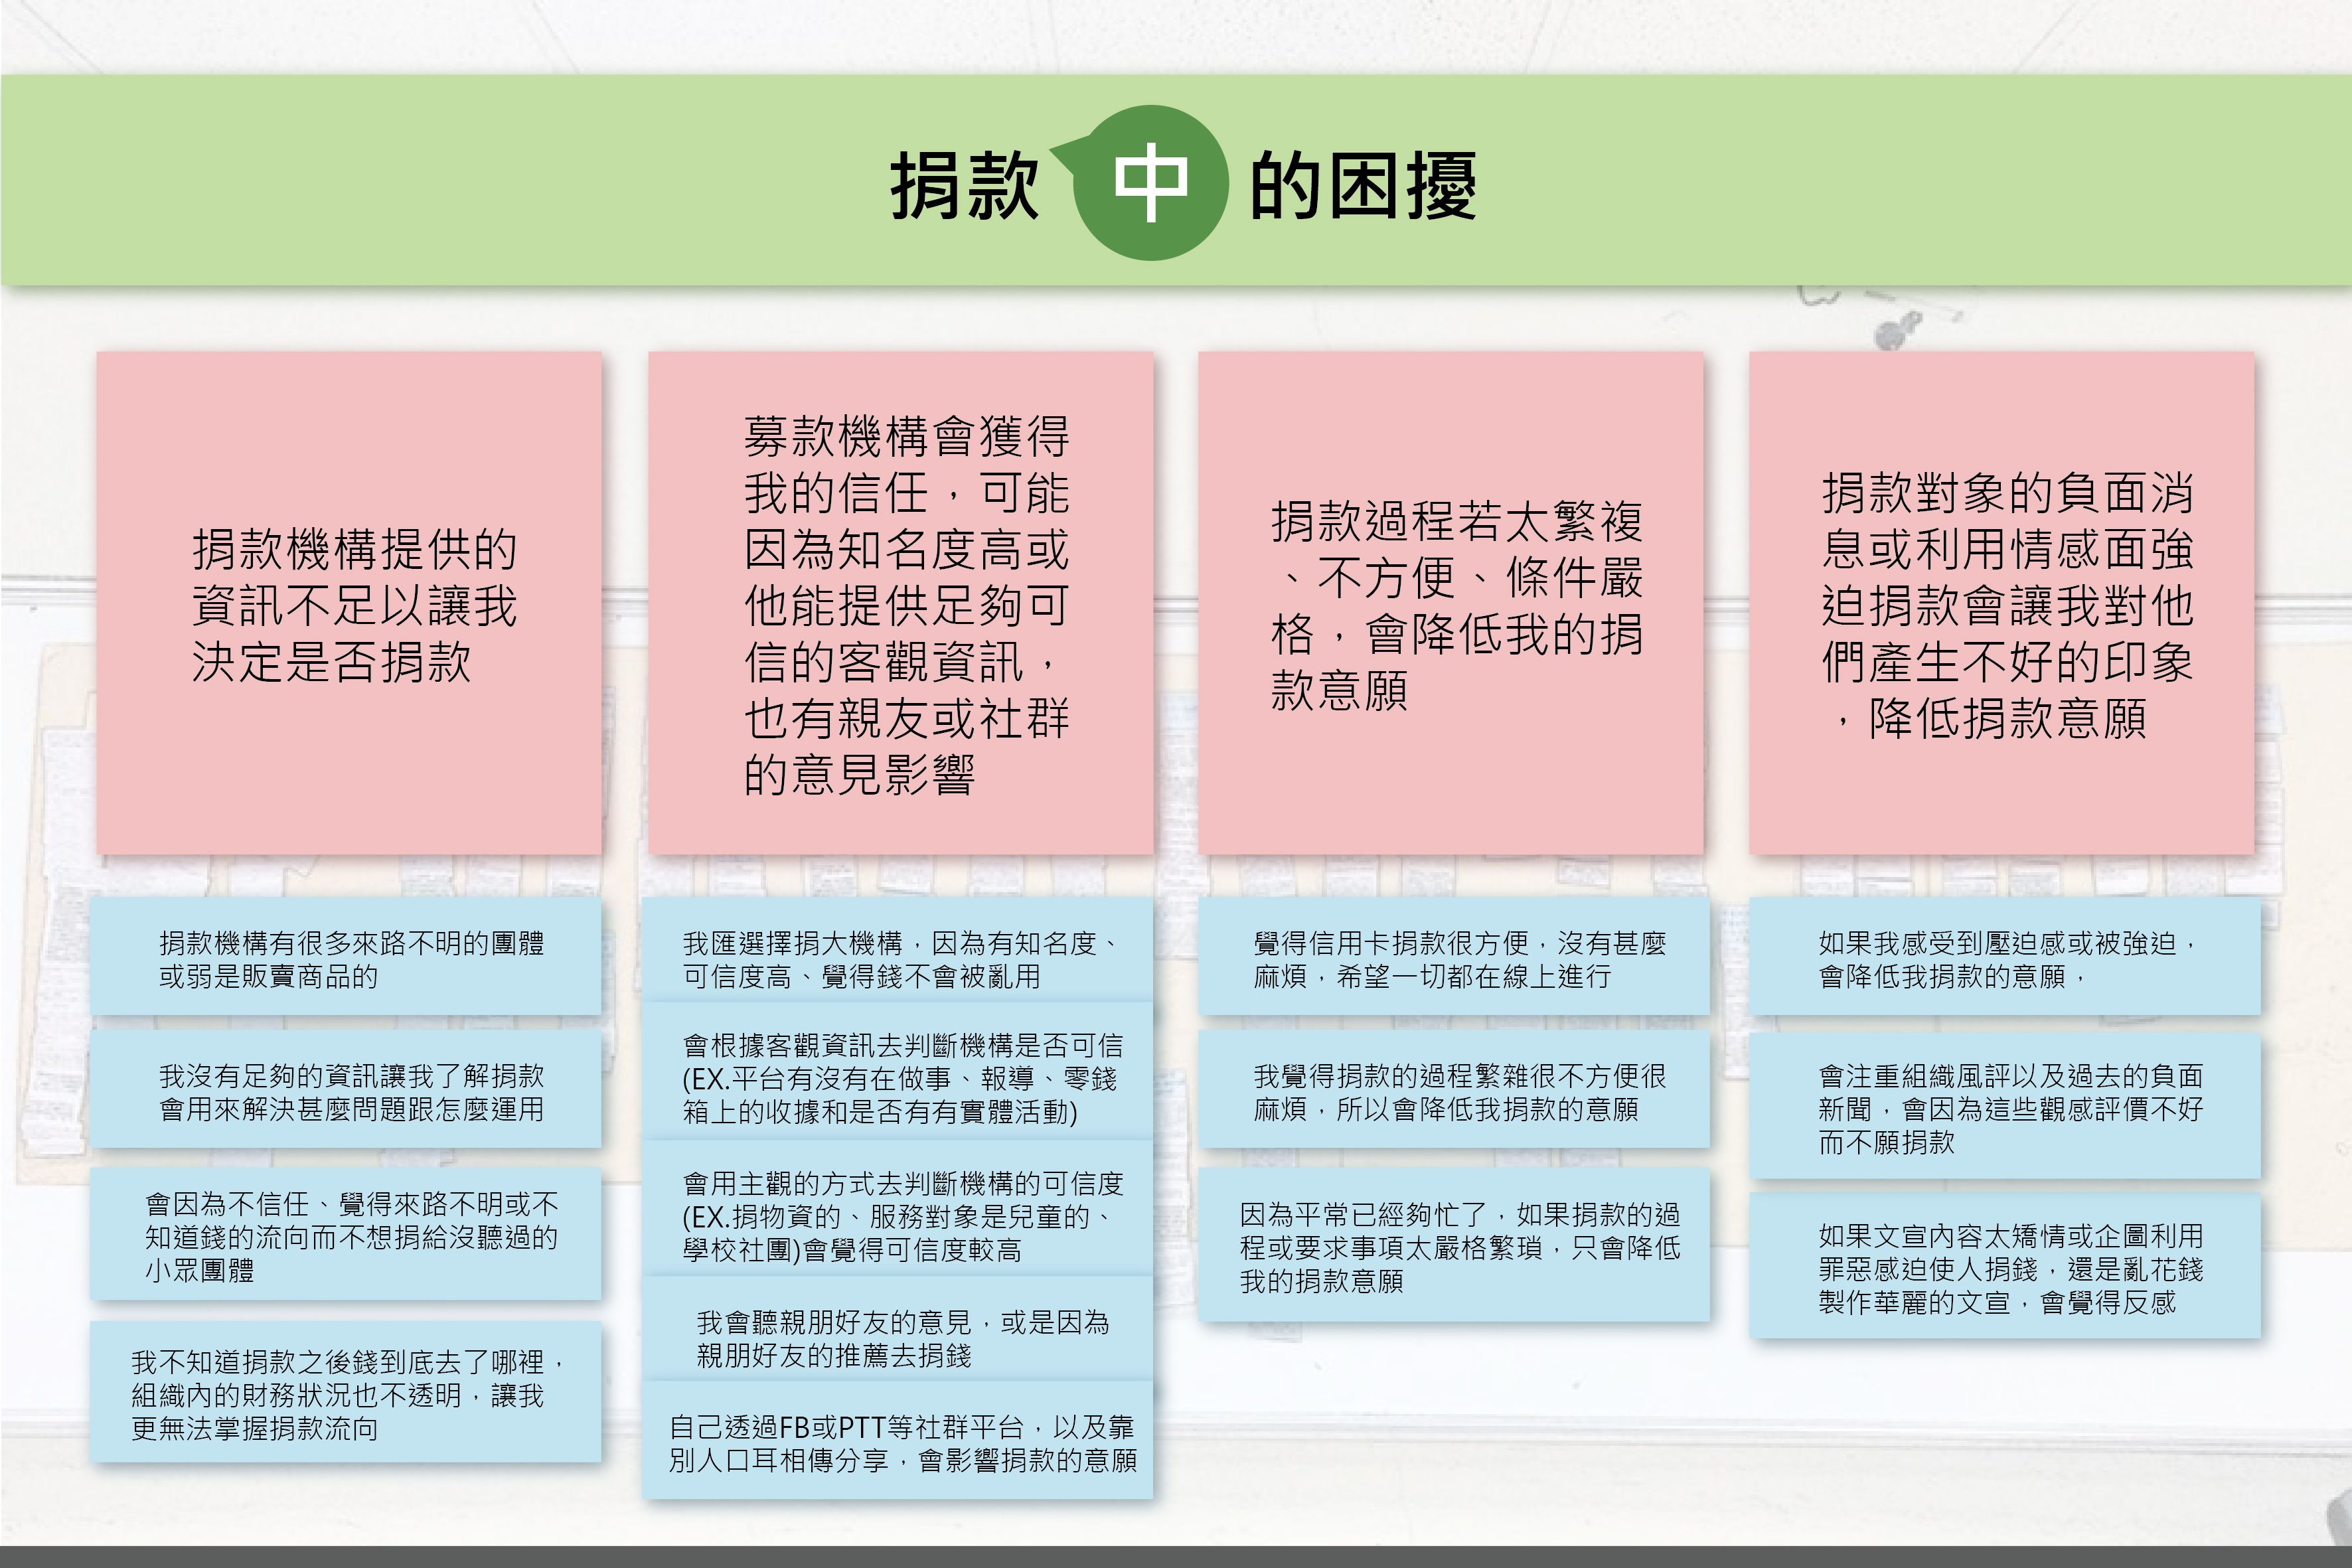 捐款中的困擾
捐款機構提供的
資訊不足以讓我
決定是否捐款
捐款機構有很多來路不明的團體
或弱是販賣商品的
我沒有足夠的資訊讓我了解捐款
會用來解決甚麼問題跟怎麼運用
會因為不信任、覺得來路不明或不
知道錢的流向而不想捐給沒聽過的
小眾團體
我不知道捐款之後錢到底去了哪裡，
組織內的財務狀況也不透明，讓我
更無法掌握捐款流向
募款機構會獲得
我的信任，可能
因為知名度高或
他能提供足夠可
信的客觀資訊，
也有親友或社群
的意見影響
我匯選擇捐大機構，因為有知名度、
可信度高、覺得錢不會被亂用
會根據客觀資訊去判斷機構是否可信
(EX.平台有沒有在做事、報導、零錢
箱上的收據和是否有有實體活動)
會用主觀的方式去判斷機構的可信度
(EX.捐物資的、服務對象是兒童的、
學校社團)會覺得可信度較高
我會聽親朋好友的意見，或是因為
親朋好友的推薦去捐錢
自己透過FB或PTT等社群平台，以及靠
別人口耳相傳分享，會影響捐款的意願
捐款過程若太繁複
、不方便、條件嚴
格，會降低我的捐
款意願
覺得信用卡捐款很方便，沒有甚麼
麻煩，希望一切都在線上進行
我覺得捐款的過程繁雜很不方便很
麻煩，所以會降低我捐款的意願
因為平常已經夠忙了，如果捐款的過
程或要求事項太嚴格繁瑣，只會降低
我的捐款意願
捐款對象的負面消
息或利用情感面強
迫捐款會讓我對他
們產生不好的印象
，降低捐款意願
如果我感受到壓迫感或被強迫，
會降低我捐款的意願，
會注重組織風評以及過去的負面
新聞，會因為這些觀感評價不好
而不願捐款
如果文宣內容太矯情或企圖利用
罪惡感迫使人捐錢，還是亂花錢
製作華麗的文宣，會覺得反感